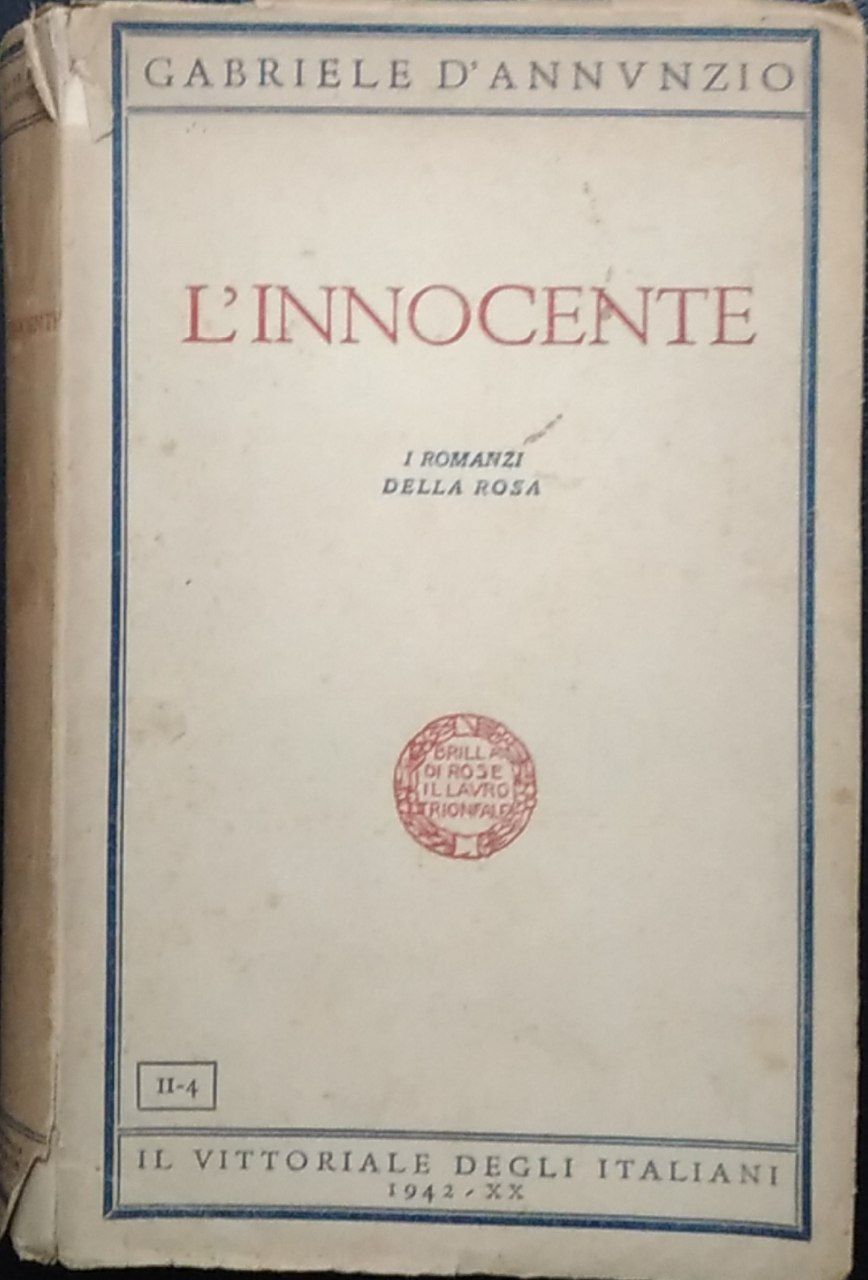 GABRIELE D'ANNVNZIO
L'INNOCENTE
I ROMANZI
DELLA ROSA
BRILLA
DI ROSE
IL LAVRO
TRIONFALE
II-4
IL VITTORIALE DEGLI ITALIANI
1942-XX